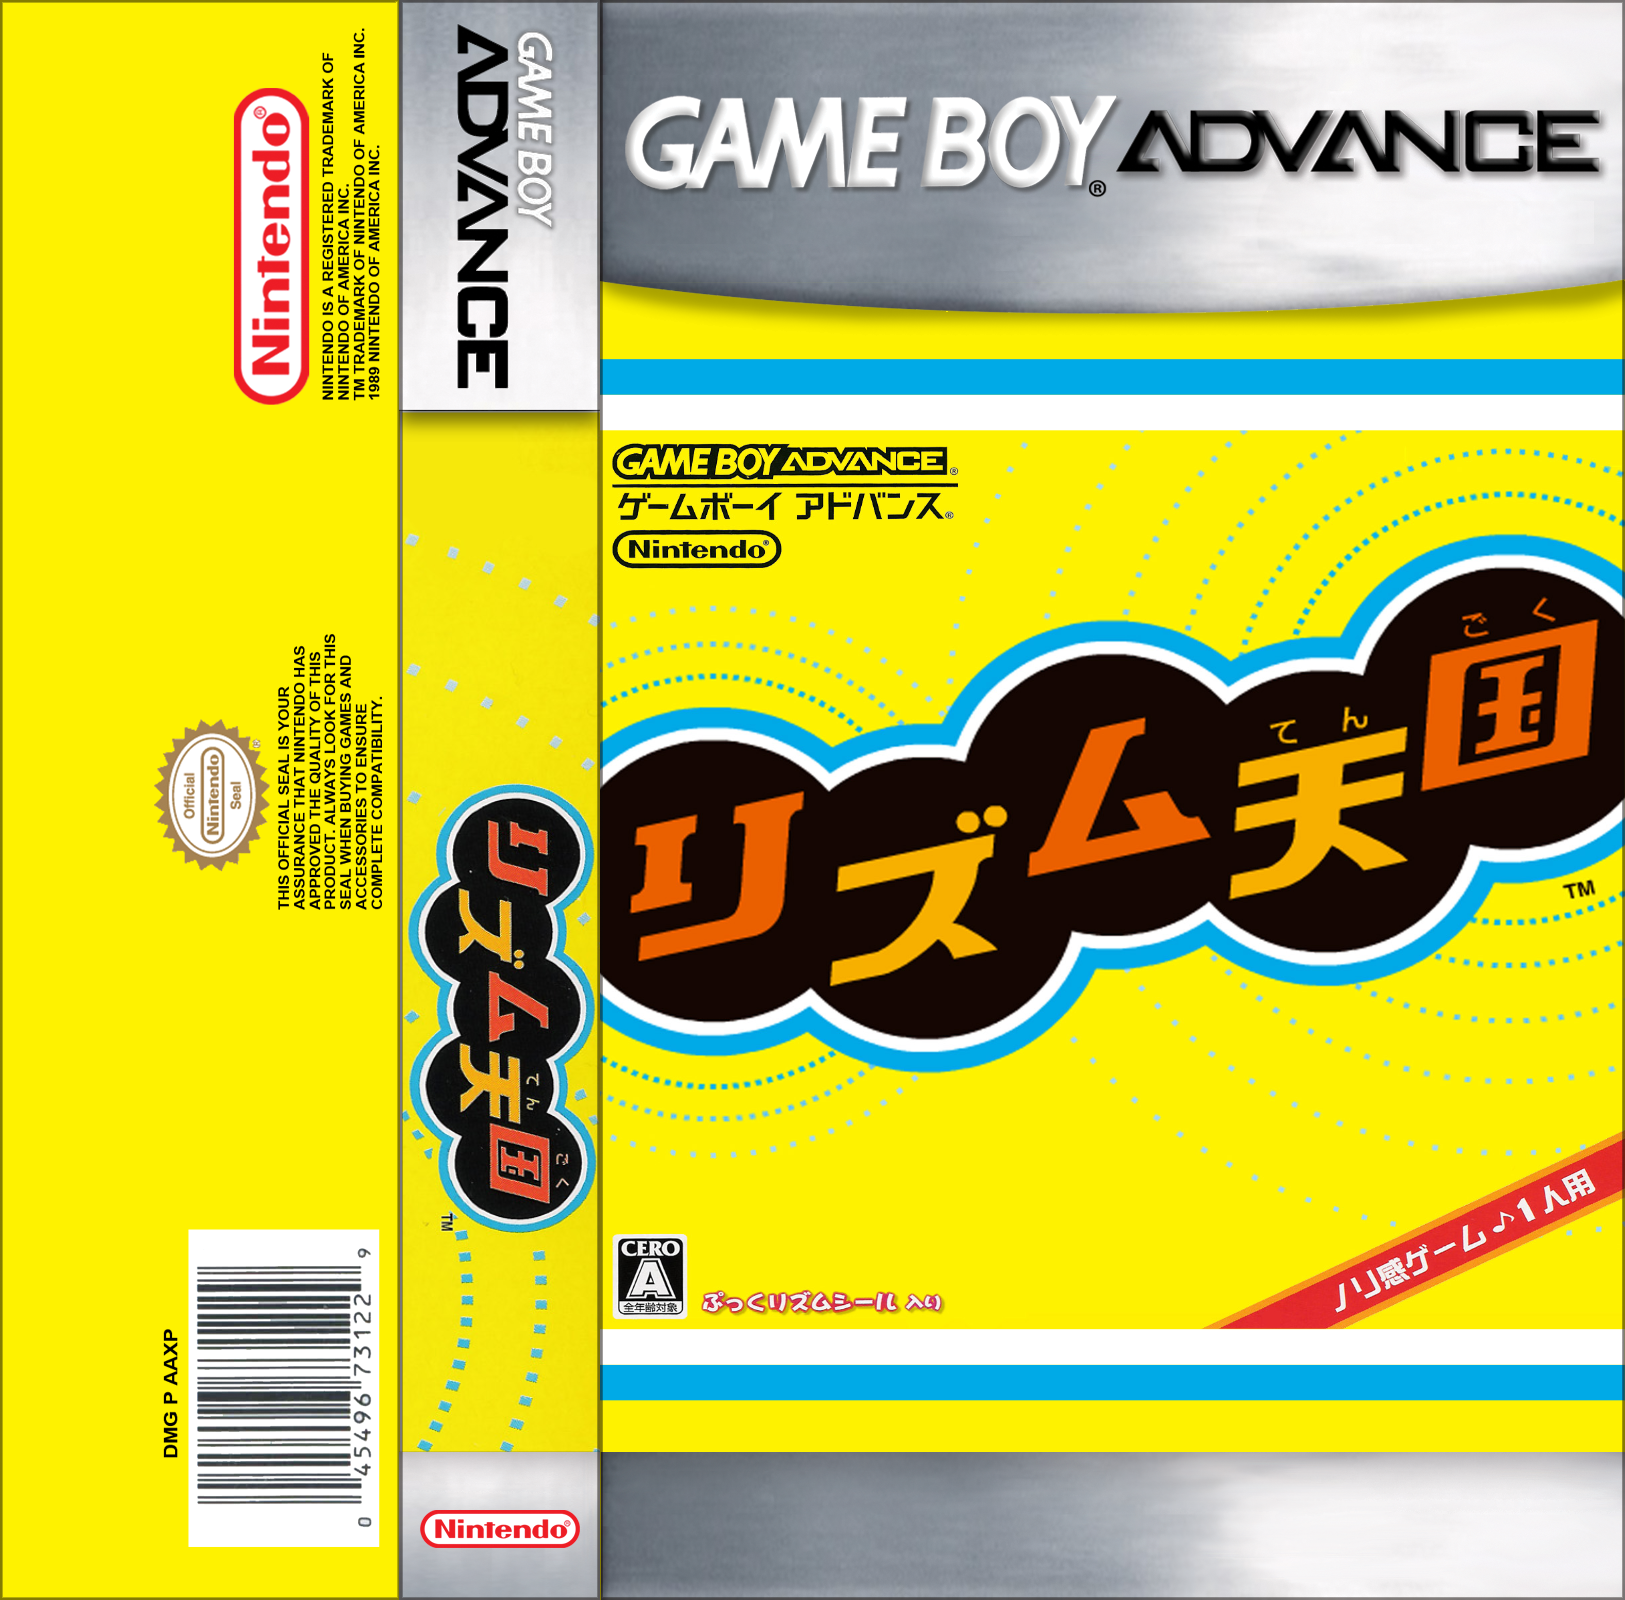 Nintendo®
NINTENDO IS A REGISTERED TRADEMARK OF
NINTENDO OF AMERICA INC.
TM TRADEMARK OF NINTENDO OF AMERICA INC.
1989 NINTENDO OF AMERICA INC.
Official
Nintendo
Seal
®
THIS OFFICIAL SEAL IS YOUR
ASSURANCE THAT NINTENDO HAS
APPROVED THE QUALITY OF THIS
PRODUCT. ALWAYS LOOK FOR THIS
SEAL WHEN BUYING GAMES AND
ACCESSORIES TO ENSURE
COMPLETE COMPATIBILITY.
DMG P AAXP
0 45496 73122 9
GAME BOY
ADVANCE
リズム天国
てんごく
TM
Nintendo®
GAME BOY® ADVANCE
GAME BOY ADVANCE®
ゲームボーイ アドバンス®
Nintendo®
てんごく
リズム天国
TM
CERO
A
全年齢対象
ぷっくリズムシール 入り
ノリ感ゲーム♪1人用